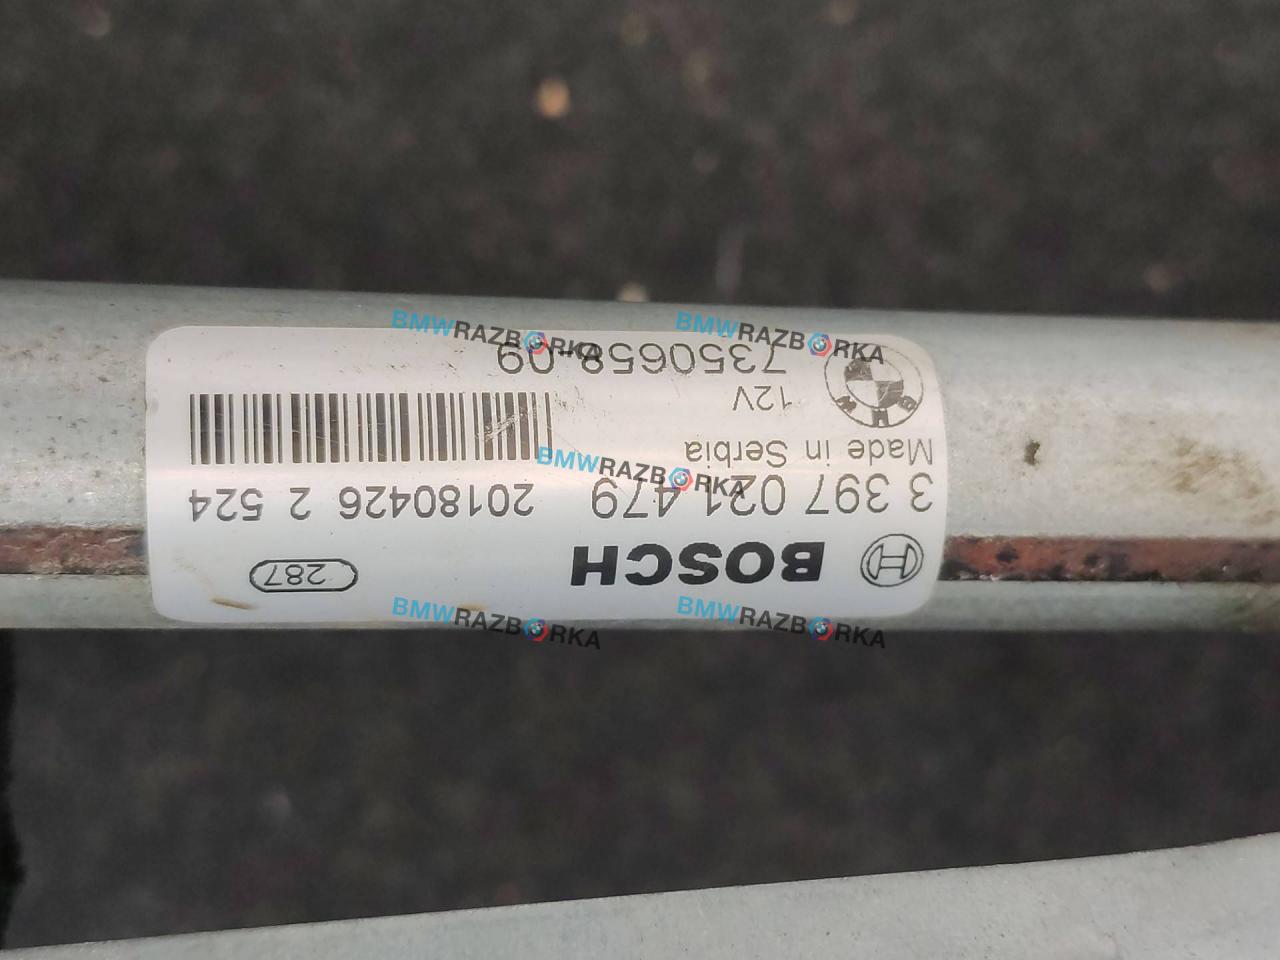 BOSCH
287
3 397 021 479
20180426 2 524
Made in Serbia
12V
7350658-09
BMW
BMWRAZBORKA
BMWRAZBORKA
BMWRAZBORKA
BMWRAZBORKA
BMWRAZBORKA